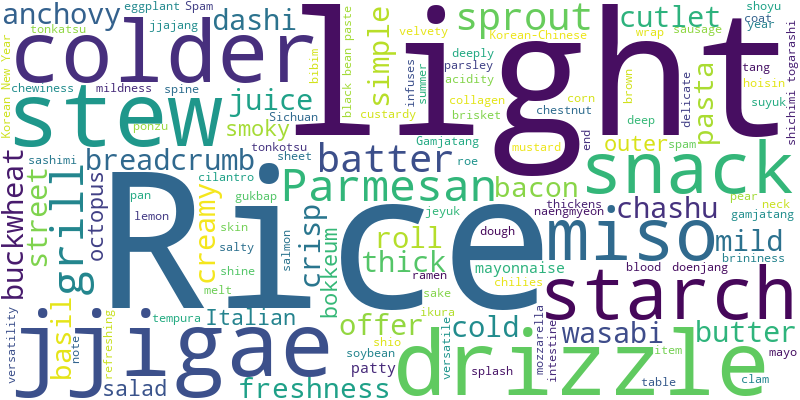 anchovy
eggplant Spam
shoyu
tonkatsu
jjajang
dashi
light
velvety
Korean-Chinese
sprout
cutlet
coat
year
Korean New Year
colder
bibim
black bean paste
simple
deeply
wrap
sausage
tang
shichimi togarashi
parsley
chewiness
mildness
spine
juice
infuses
summer
acidity
delicate
pasta
hoisin
stew
smoky
Sichuan
collagen
corn
brown
suyuk
custardy
brisket
chestnut
deep
ponzu
tonkotsu
Gamjatang
mustard
end
outer
spam
buckwheat
sashimi
breadcrumb
sheet
batter
roe
snack
street
grill
octopus
cilantro
gukbap
Parmesan
bacon
pear
neck
pan
creamy
skin
crisp
jeyuk
thickens
naengmyeon
chashu
gamjatang
lemon
Rice
salty
salmon
bokkeum
roll
dough
miso
mild
brininess
shine
thick
ramen
mayonnaise
blood
doenjang
melt
sake
chilies
starch
ikura
jjigae
versatility
basil
note
refreshing
tempura
Italian
offer
cold
versatile
mozzarella
intestine
wasabi
butter
shio
soybean
drizzle
item
mayo
salad
freshness
patty
splash
table
clam